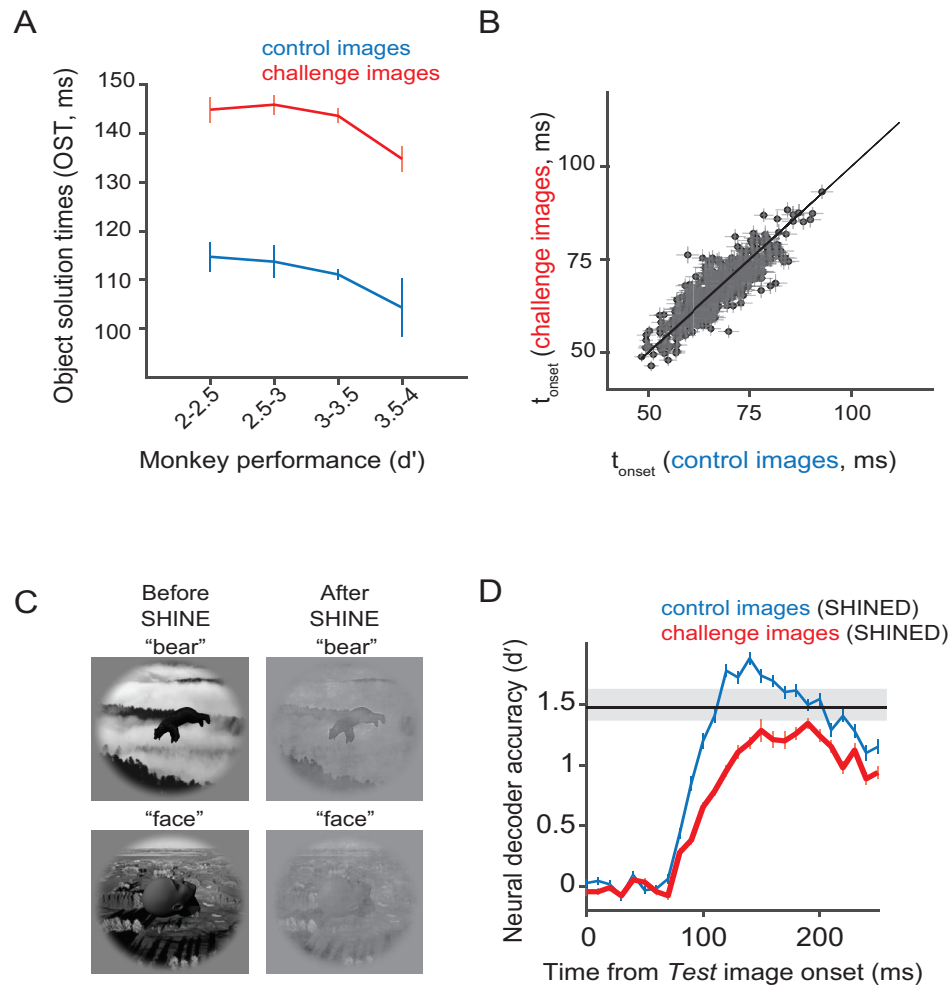 A
control images
challenge images
Object solution times (OST, ms)
150
140
130
120
110
100
2-2.5
2.5-3
3-3.5
3.5-4
Monkey performance (d')
B
t_onset (challenge images, ms)
100
75
50
50
75
100
t_onset (control images, ms)
C
Before
SHINE
“bear”
After
SHINE
“bear”
“face”
“face”
D
control images (SHINED)
challenge images (SHINED)
Neural decoder accuracy (d')
1.5
1
0.5
0
0
100
200
Time from Test image onset (ms)